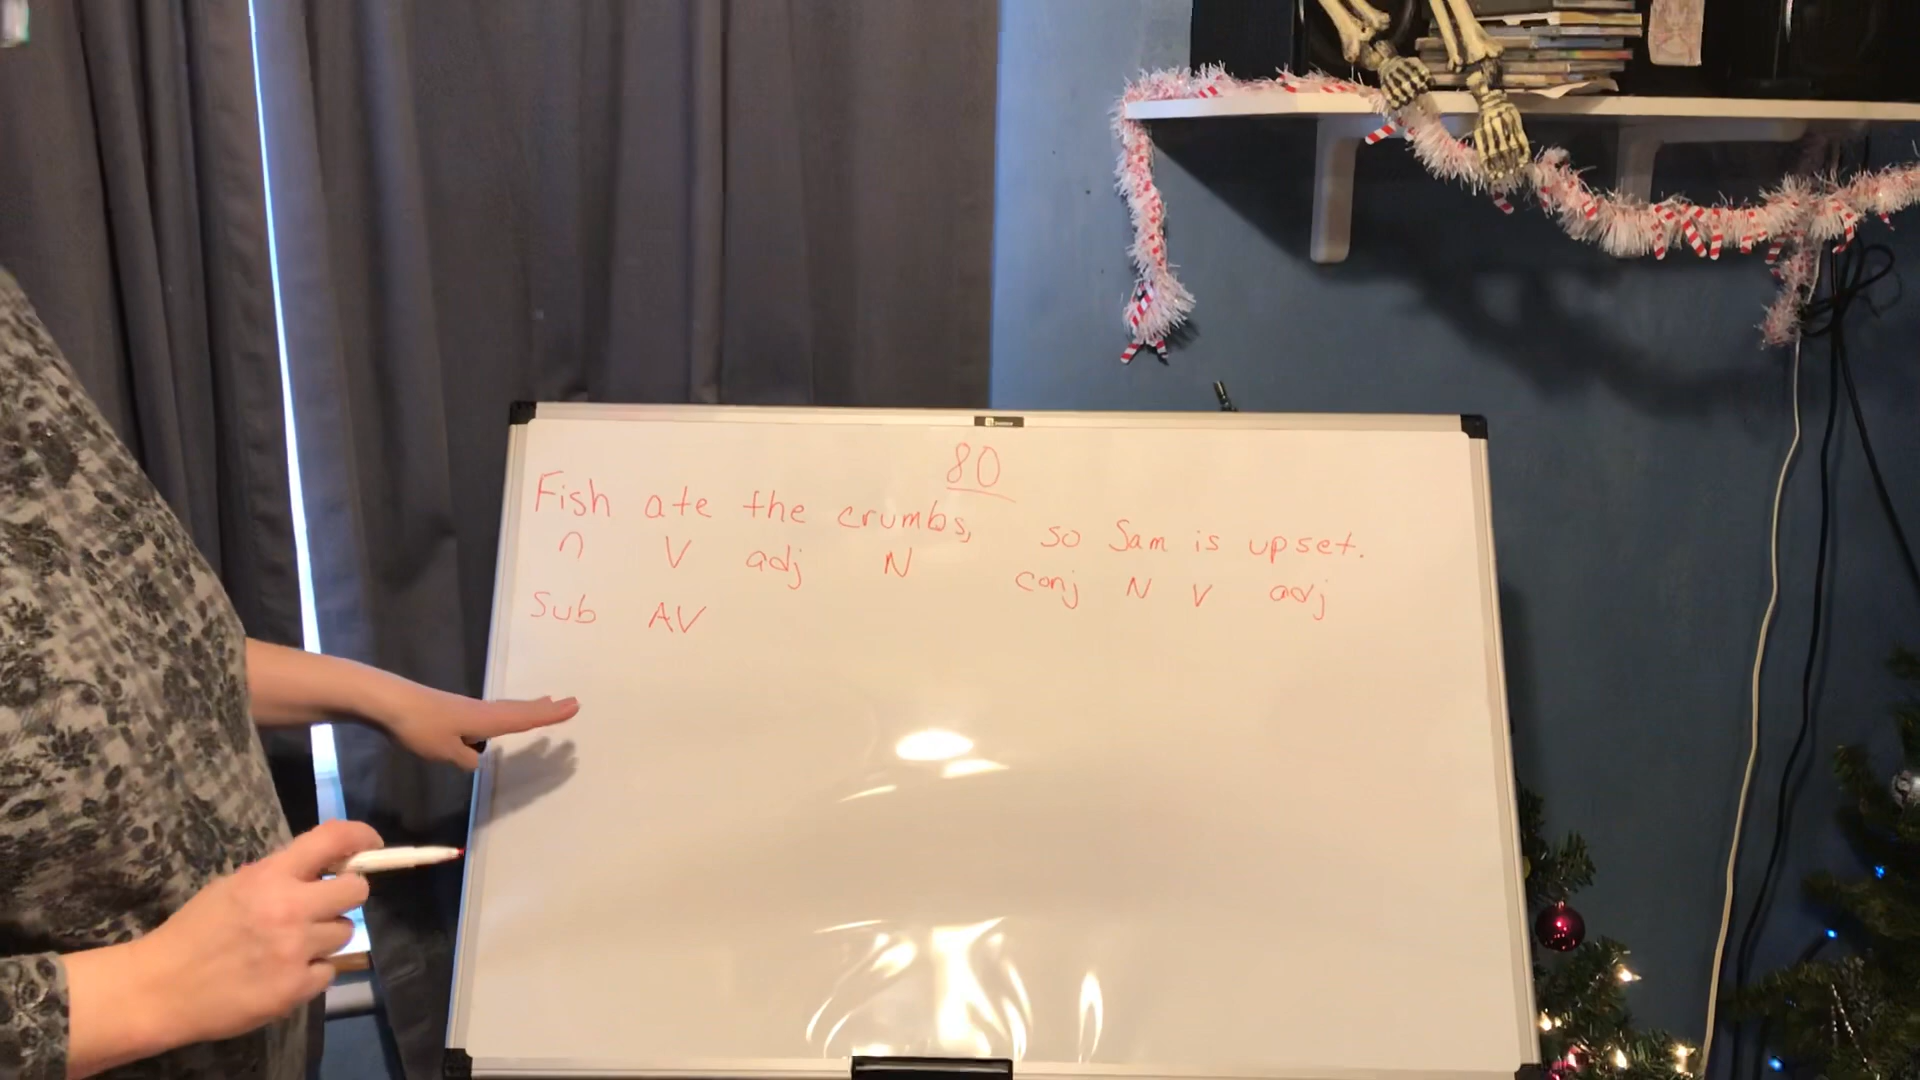 80
Fish ate the crumbs, so Sam is upset.
n V adj N conj N V adj
Sub AV